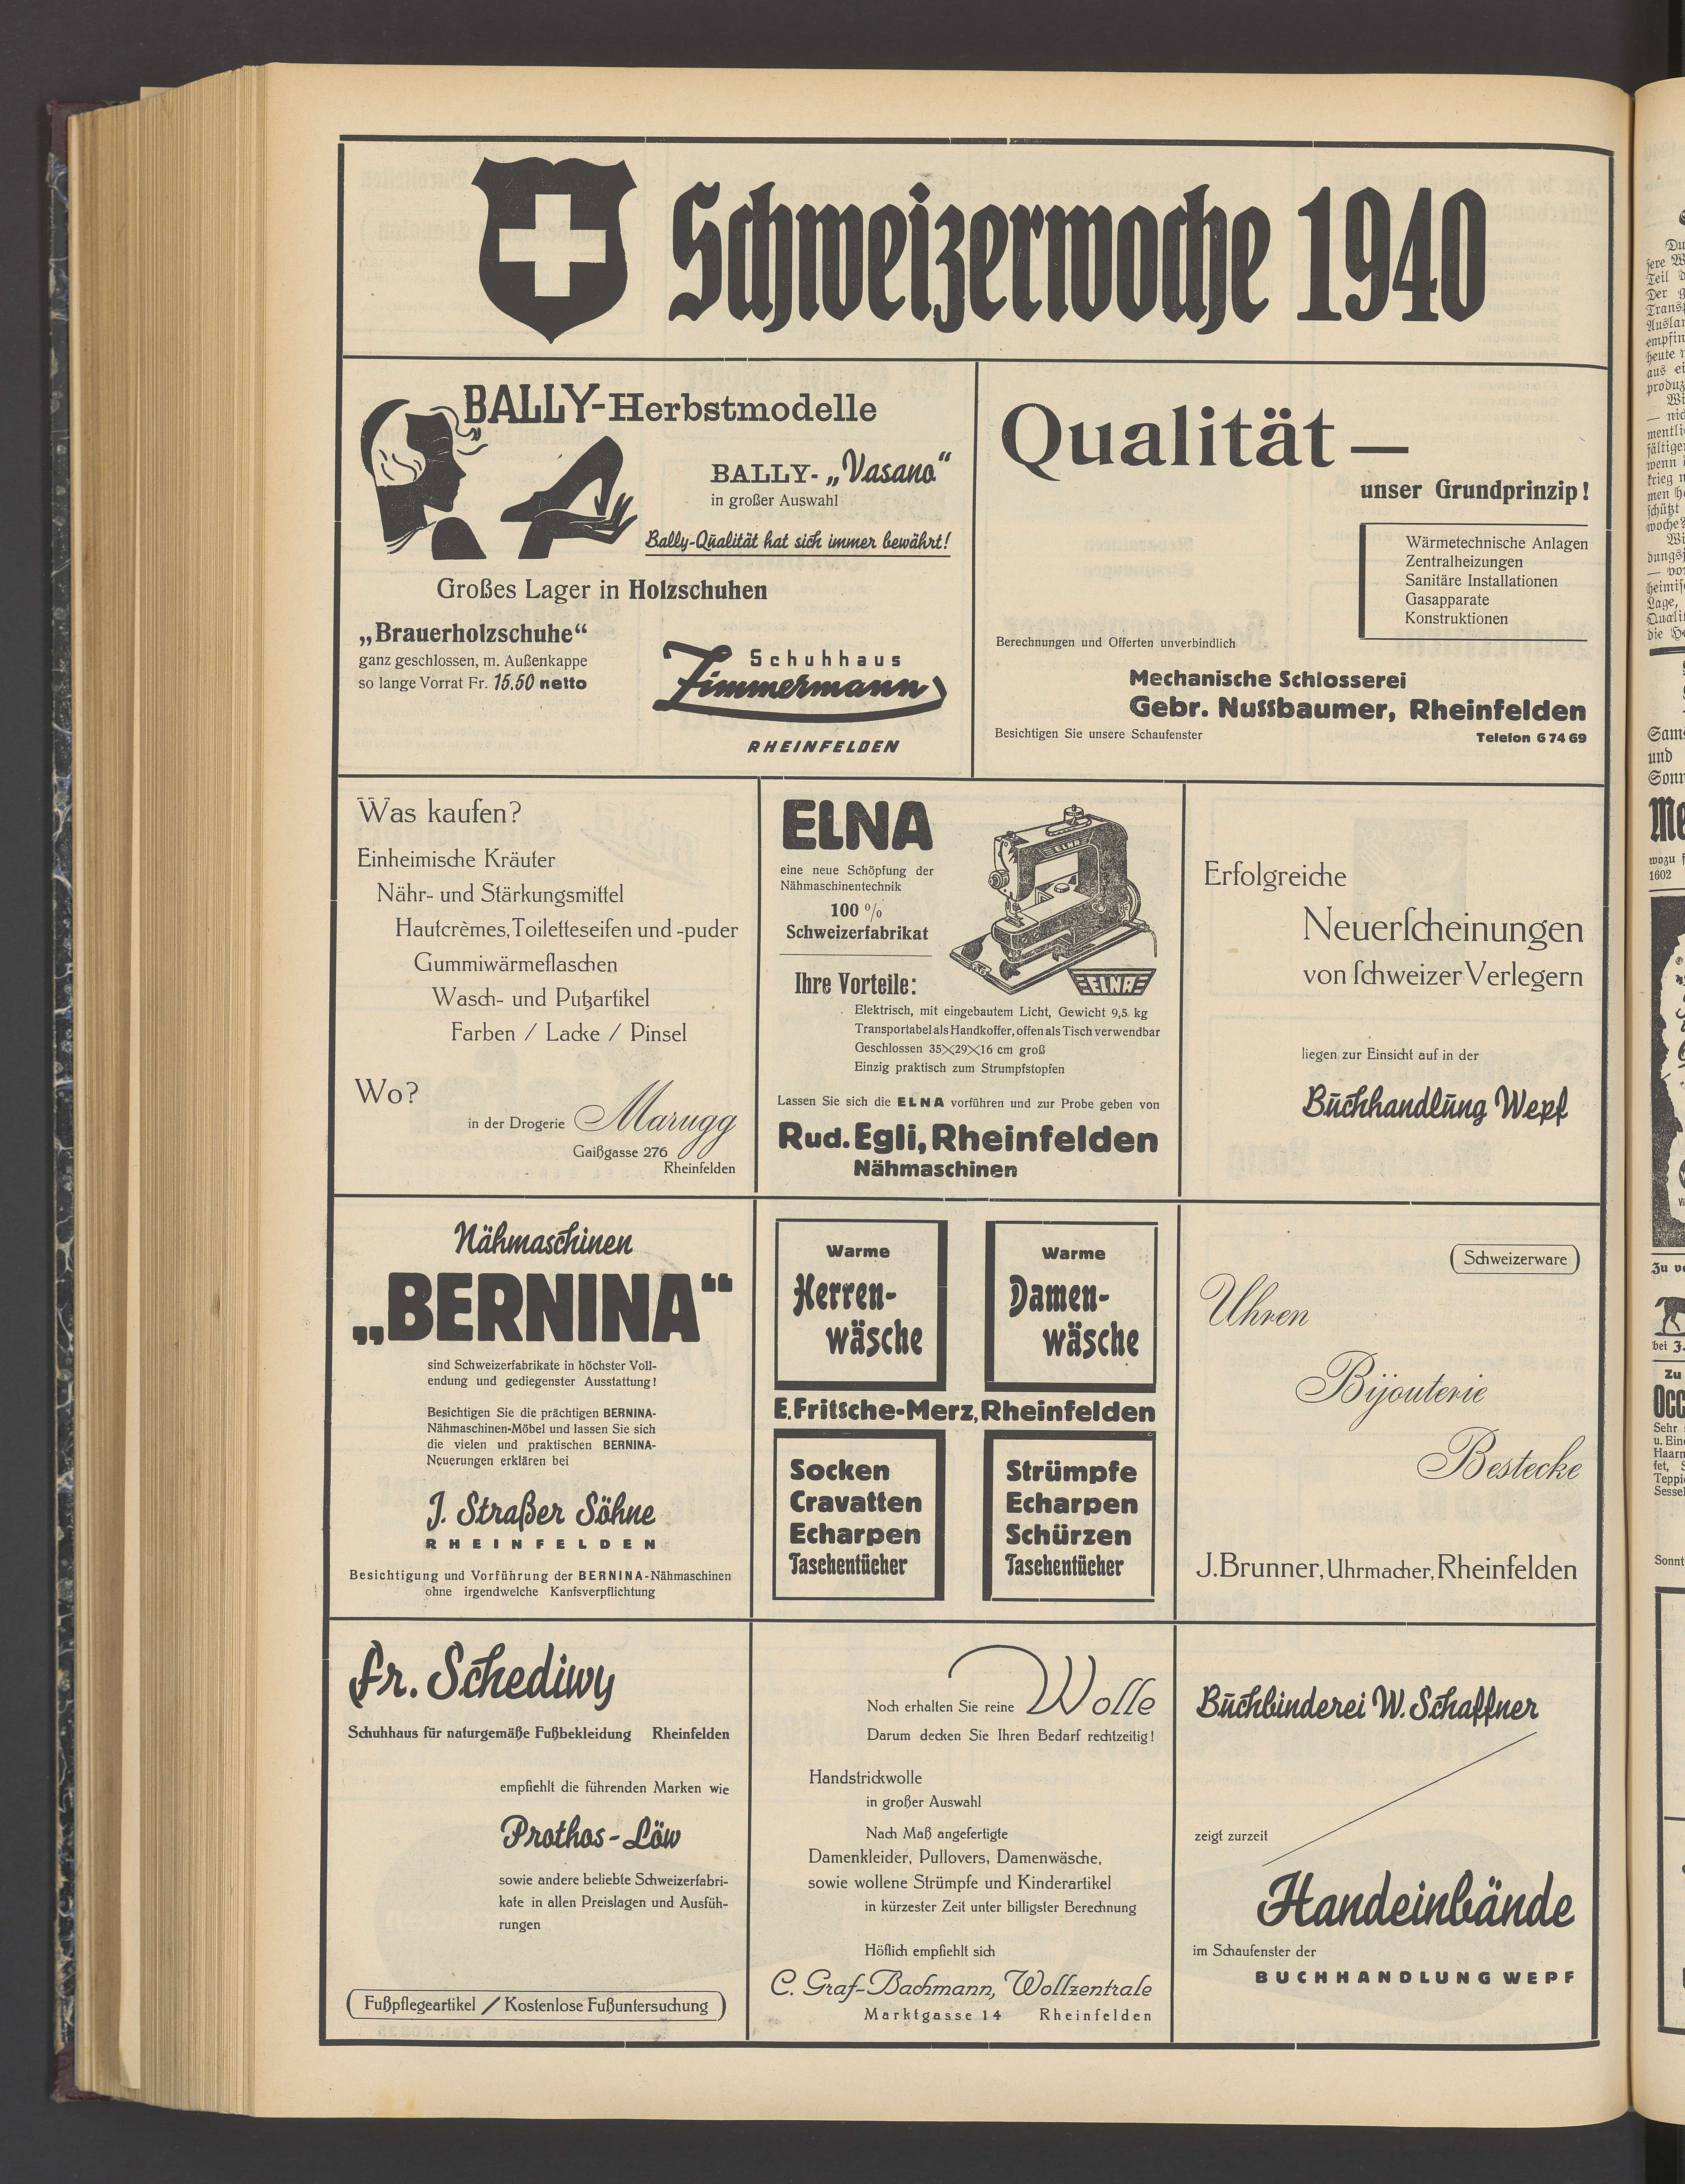 Schweizerwoche 1940
BALLY-Herbstmodelle
BALLY-„Vasano“
in großer Auswahl
Bally-Qualität hat sich immer bewährt!
Großes Lager in Holzschuhen
„Brauerholzschuhe“
ganz geschlossen, m. Außenkappe
so lange Vorrat Fr. 15.50 netto
Schuhhaus
Zimmermann
RHEINFELDEN
Qualität —
unser Grundprinzip!
Wärmetechnische Anlagen
Zentralheizungen
Sanitäre Installationen
Gasapparate
Konstruktionen
Berechnungen und Offerten unverbindlich
Mechanische Schlosserei
Gebr. Nussbaumer, Rheinfelden
Besichtigen Sie unsere Schaufenster
Telefon 6 74 69
Was kaufen?
Einheimische Kräuter
Nähr- und Stärkungsmittel
Hautcrèmes, Toiletteseifen und -puder
Gummiwärmeflaschen
Wasch- und Putzartikel
Farben / Lacke / Pinsel
Wo?
in der Drogerie Marugg
Gaißgasse 276
Rheinfelden
ELNA
eine neue Schöpfung der
Nähmaschinentechnik
100 %
Schweizerfabrikat
ELNA
ELNA
Ihre Vorteile:
Elektrisch, mit eingebautem Licht, Gewicht 9,5 kg
Transportabel als Handkoffer, offen als Tisch verwendbar
Geschlossen 35×29×16 cm groß
Einzig praktisch zum Strumpfstopfen
Lassen Sie sich die ELNA vorführen und zur Probe geben von
Rud. Egli, Rheinfelden
Nähmaschinen
Erfolgreiche
Neuerscheinungen
von schweizer Verlegern
liegen zur Einsicht auf in der
Buchhandlung Wepf
Nähmaschinen
„BERNINA“
sind Schweizerfabrikate in höchster Voll-
endung und gediegenster Ausstattung!
Besichtigen Sie die prächtigen BERNINA-
Nähmaschinen-Möbel und lassen Sie sich
die vielen und praktischen BERNINA-
Neuerungen erklären bei
J. Straßer Söhne
RHEINFELDEN
Besichtigung und Vorführung der BERNINA-Nähmaschinen
ohne irgendwelche Kanfsverpflichtung
Warme
Herren-
wäsche
Warme
Damen-
wäsche
E. Fritsche-Merz, Rheinfelden
Socken
Cravatten
Echarpen
Taschentücher
Strümpfe
Echarpen
Schürzen
Taschentücher
Schweizerware
Uhren
Bijouterie
Bestecke
J. Brunner, Uhrmacher, Rheinfelden
Fr. Schediwy
Schuhhaus für naturgemäße Fußbekleidung Rheinfelden
empfiehlt die führenden Marken wie
Prothos-Löw
sowie andere beliebte Schweizerfabri-
kate in allen Preislagen und Ausfüh-
rungen
Fußpflegeartikel / Kostenlose Fußuntersuchung
Noch erhalten Sie reine Wolle
Darum decken Sie Ihren Bedarf rechtzeitig!
Handstrickwolle
in großer Auswahl
Nach Maß angefertigte
Damenkleider, Pullovers, Damenwäsche,
sowie wollene Strümpfe und Kinderartikel
in kürzester Zeit unter billigster Berechnung
Höflich empfiehlt sich
C. Graf-Bachmann, Wollzentrale
Marktgasse 14 Rheinfelden
Buchbinderei W. Schaffner
zeigt zurzeit
Handeinbände
im Schaufenster der
BUCHHANDLUNG WEPF